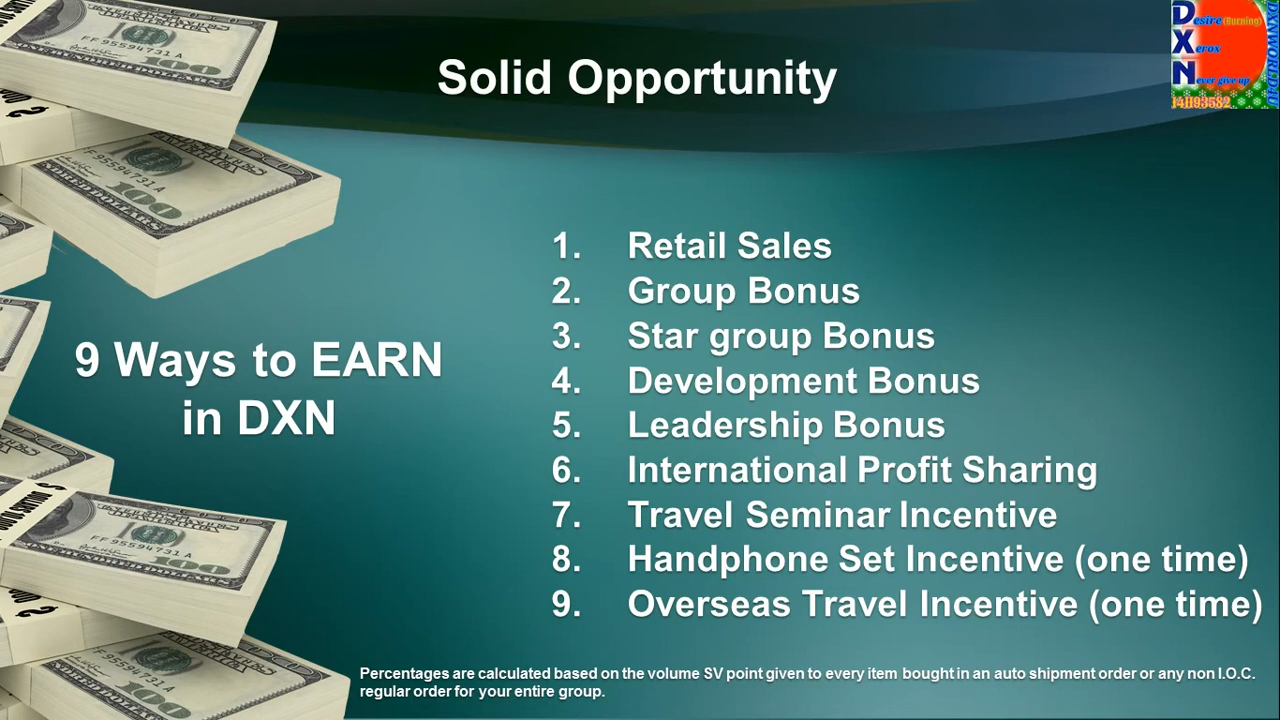 Solid Opportunity
Desire (Burning)
Xerox
Never give up
14H93582
DXNWORLD4U
9 Ways to EARN
in DXN
1. Retail Sales
2. Group Bonus
3. Star group Bonus
4. Development Bonus
5. Leadership Bonus
6. International Profit Sharing
7. Travel Seminar Incentive
8. Handphone Set Incentive (one time)
9. Overseas Travel Incentive (one time)
Percentages are calculated based on the volume SV point given to every item bought in an auto shipment order or any non I.O.C.
regular order for your entire group.